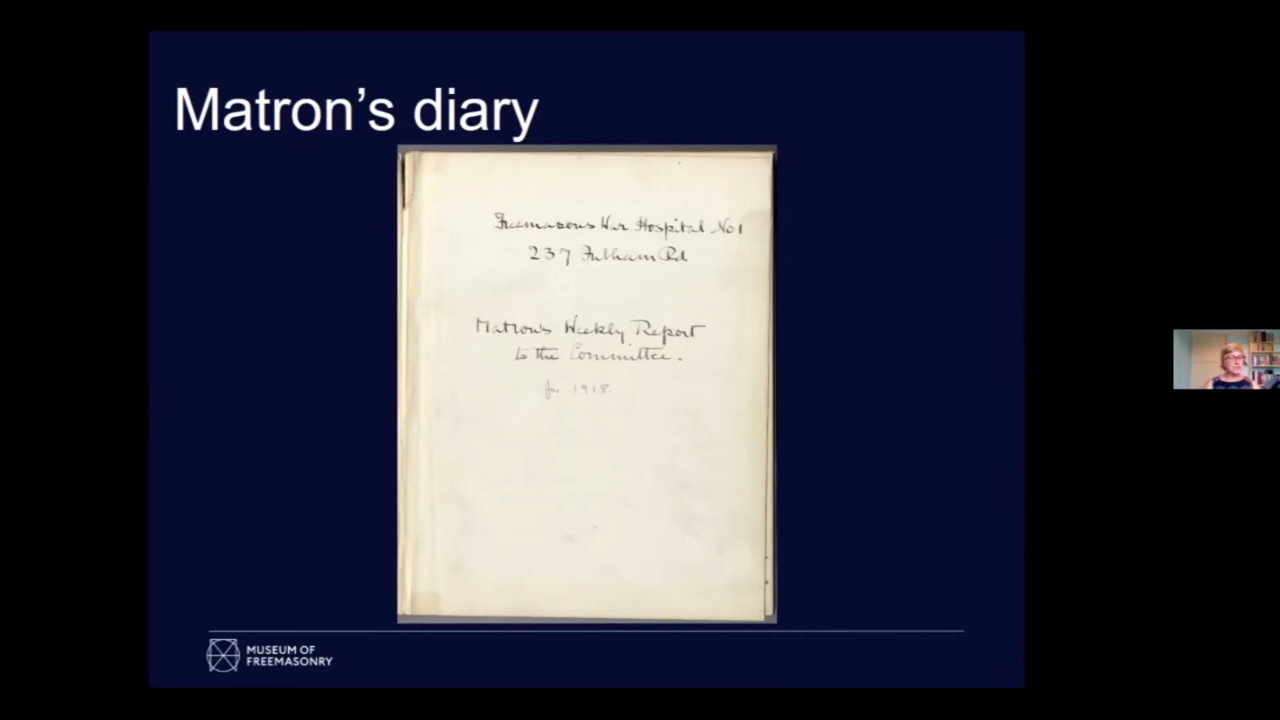 Matron's diary
Freemasons War Hospital No 1
237 Fulham Rd
Matron's Weekly Report
to the Committee.
for 1918
MUSEUM OF
FREEMASONRY